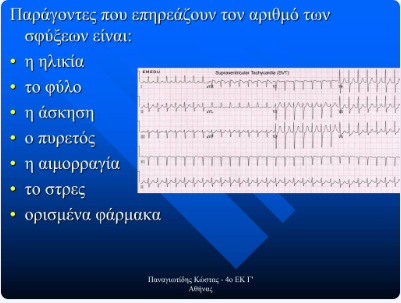 Παράγοντες που επηρεάζουν τον αριθμό των
σφύξεων είναι:
• η ηλικία
• το φύλο
• η άσκηση
• ο πυρετός
• η αιμορραγία
• το στρες
• ορισμένα φάρμακα
EMEDU Supraventricular Tachycardia (SVT)
Παναγιωτίδης Κώστας - 4ο ΕΚ Γ'
Αθήνας